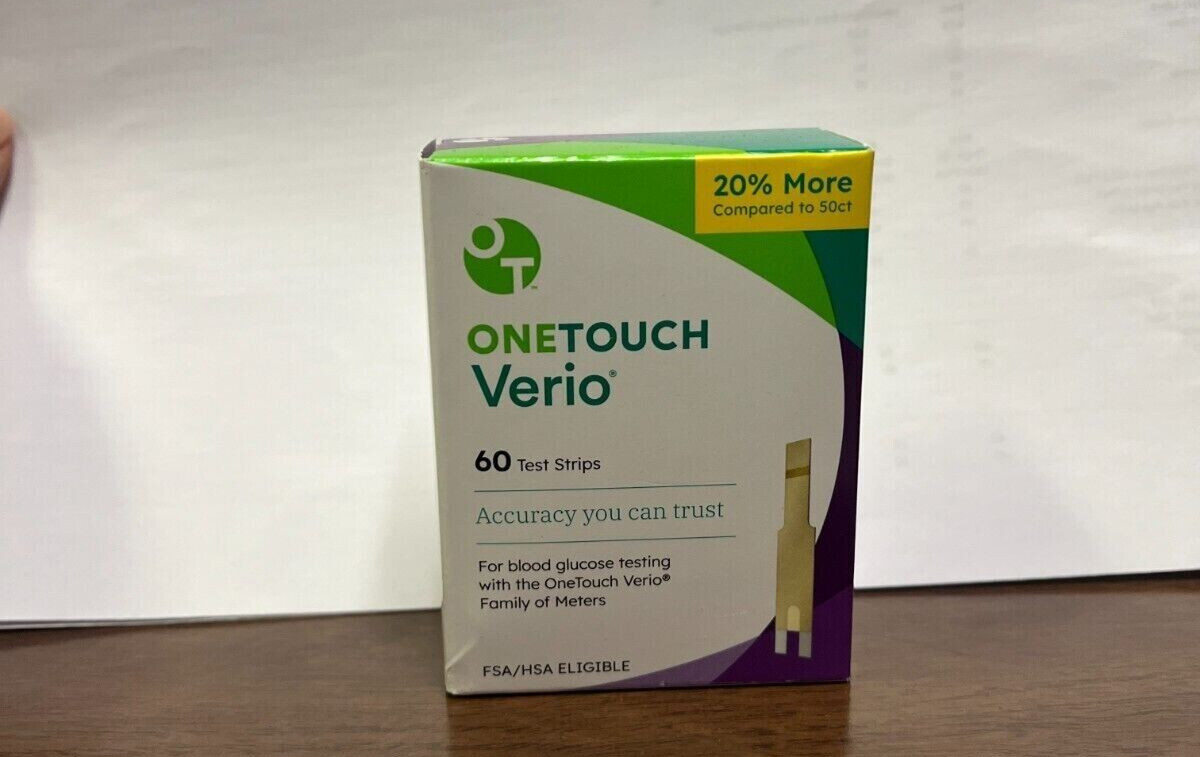 20% More
Compared to 50ct
OT™
ONETOUCH
Verio®
60 Test Strips
Accuracy you can trust
For blood glucose testing
with the OneTouch Verio®
Family of Meters
FSA/HSA ELIGIBLE